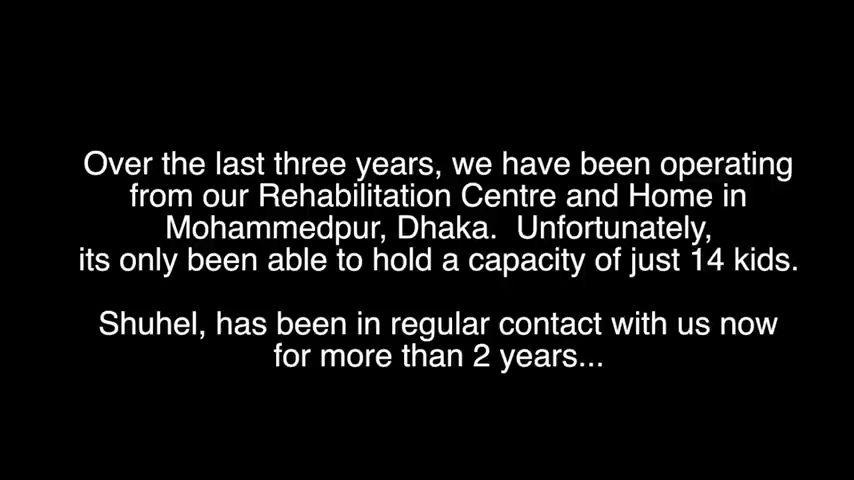 Over the last three years, we have been operating
from our Rehabilitation Centre and Home in
Mohammedpur, Dhaka.  Unfortunately,
its only been able to hold a capacity of just 14 kids.
Shuhel, has been in regular contact with us now
for more than 2 years...